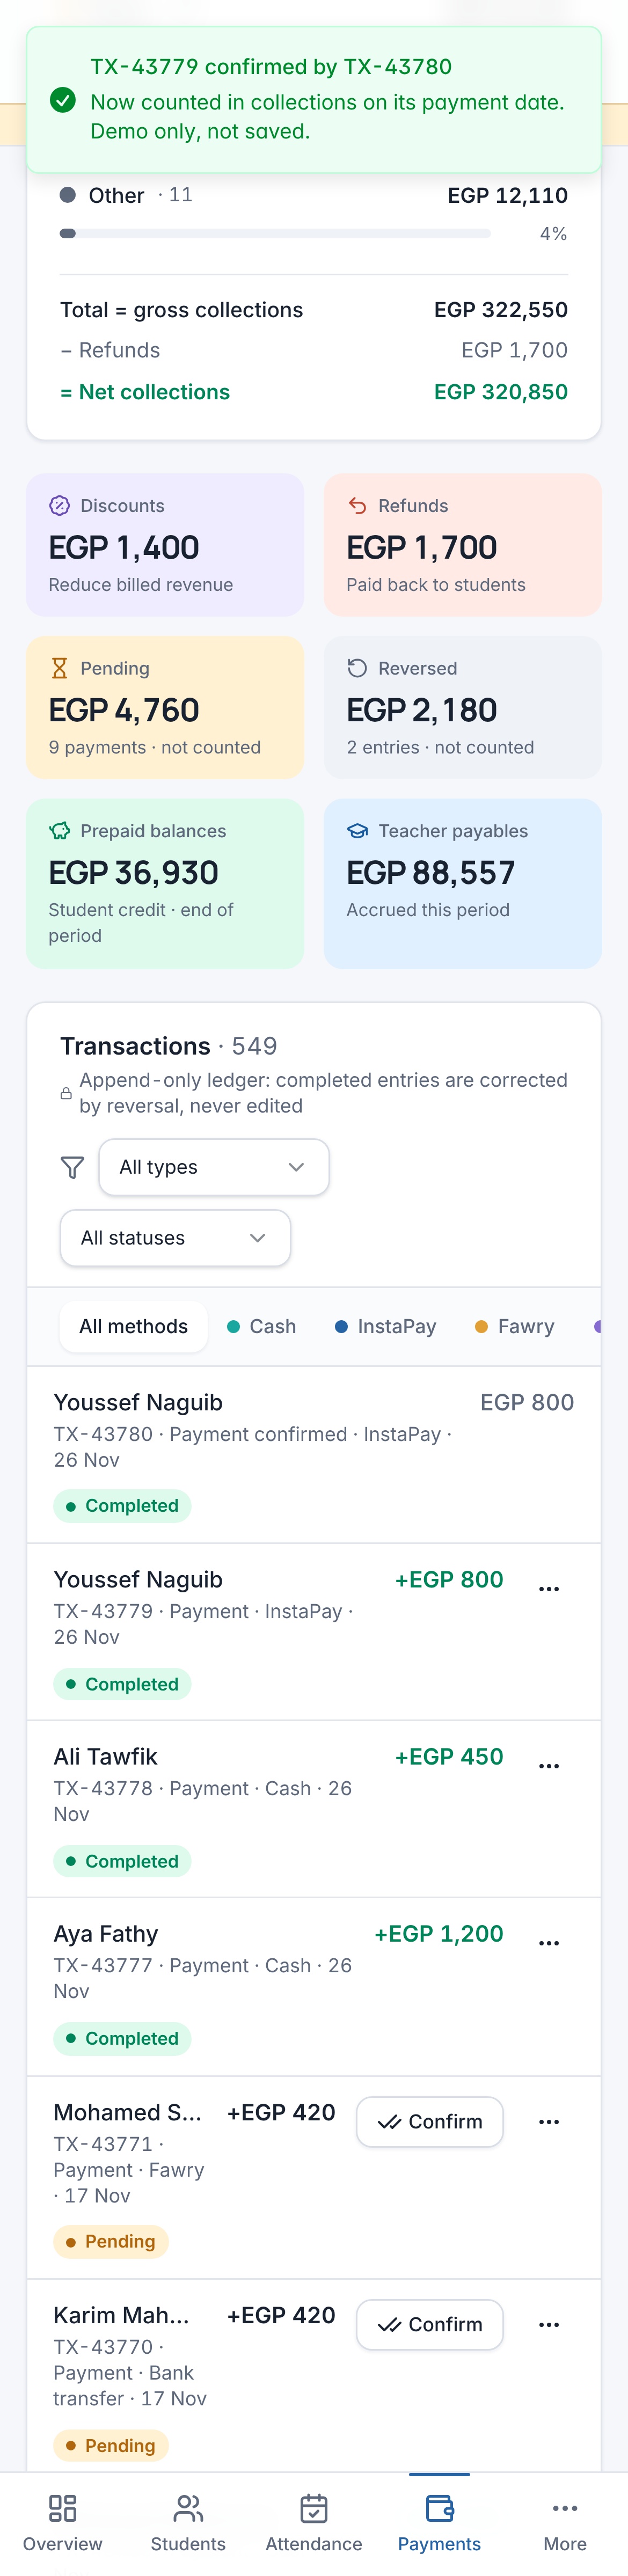 TX-43779 confirmed by TX-43780
Now counted in collections on its payment date.
Demo only, not saved.
Other · 11 EGP 12,110
4%
Total = gross collections EGP 322,550
− Refunds EGP 1,700
= Net collections EGP 320,850
Discounts
EGP 1,400
Reduce billed revenue
Refunds
EGP 1,700
Paid back to students
Pending
EGP 4,760
9 payments · not counted
Reversed
EGP 2,180
2 entries · not counted
Prepaid balances
EGP 36,930
Student credit · end of
period
Teacher payables
EGP 88,557
Accrued this period
Transactions · 549
Append-only ledger: completed entries are corrected
by reversal, never edited
All types
All statuses
All methods Cash InstaPay Fawry
Youssef Naguib EGP 800
TX-43780 · Payment confirmed · InstaPay ·
26 Nov
Completed
Youssef Naguib +EGP 800
TX-43779 · Payment · InstaPay ·
26 Nov
Completed
Ali Tawfik +EGP 450
TX-43778 · Payment · Cash · 26
Nov
Completed
Aya Fathy +EGP 1,200
TX-43777 · Payment · Cash · 26
Nov
Completed
Mohamed S... +EGP 420 Confirm
TX-43771 ·
Payment · Fawry
· 17 Nov
Pending
Karim Mah... +EGP 420 Confirm
TX-43770 ·
Payment · Bank
transfer · 17 Nov
Pending
Overview Students Attendance Payments More